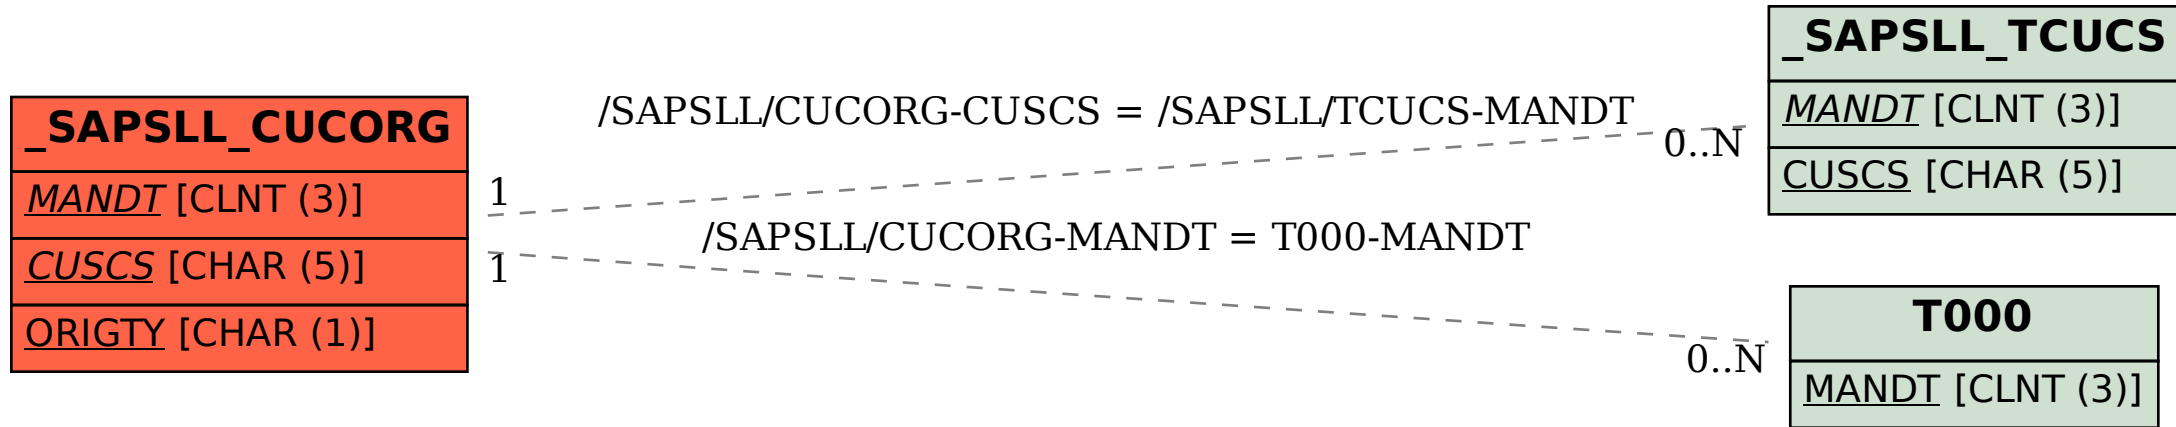 _SAPSLL_CUCORG
MANDT [CLNT (3)]
CUSCS [CHAR (5)]
ORIGTY [CHAR (1)]
/SAPSLL/CUCORG-CUSCS = /SAPSLL/TCUCS-MANDT
1
0..N
/SAPSLL/CUCORG-MANDT = T000-MANDT
1
0..N
_SAPSLL_TCUCS
MANDT [CLNT (3)]
CUSCS [CHAR (5)]
T000
MANDT [CLNT (3)]